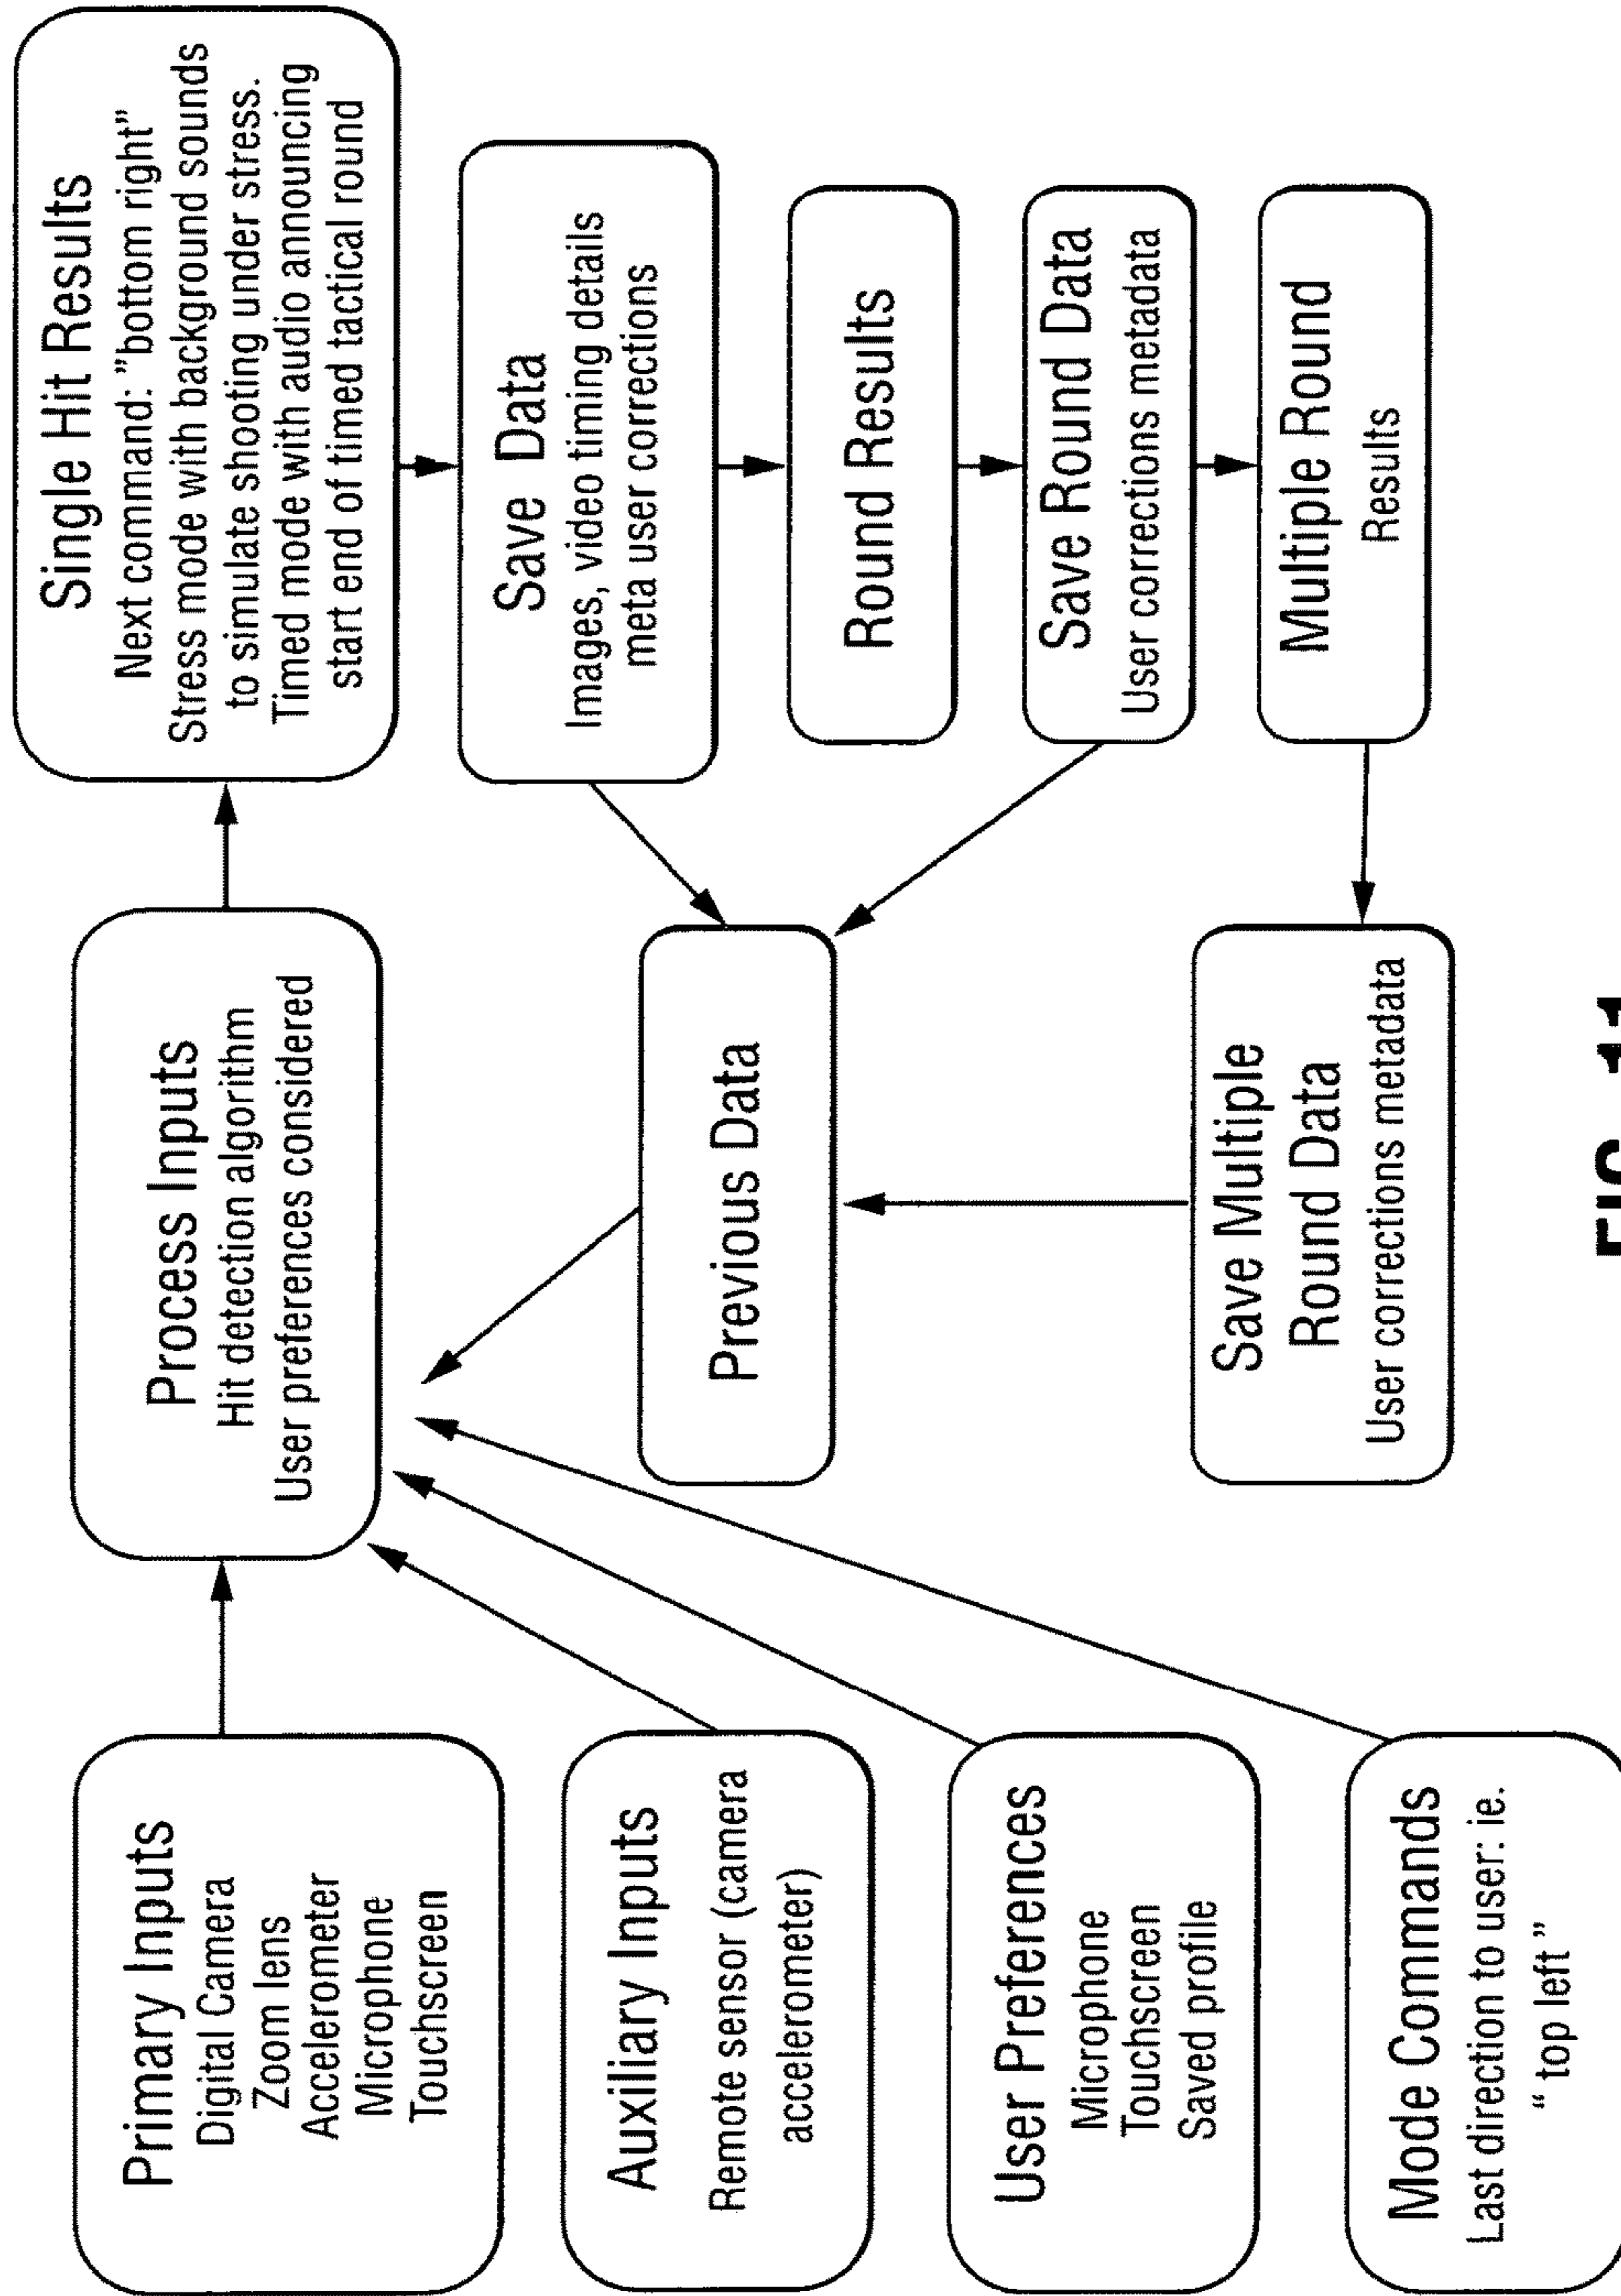 Primary Inputs
Digital Camera
Zoom lens
Accelerometer
Microphone
Touchscreen
Auxiliary Inputs
Remote sensor (camera
accelerometer)
User Preferences
Microphone
Touchscreen
Saved profile
Mode Commands
Last direction to user: ie.
“ top left ”
Process Inputs
Hit detection algorithm
User preferences considered
Previous Data
Save Multiple
Round Data
User corrections metadata
Single Hit Results
Next command: ”bottom right”
Stress mode with background sounds
to simulate shooting under stress.
Timed mode with audio announcing
start end of timed tactical round
Save Data
Images, video timing details
meta user corrections
Round Results
Save Round Data
User corrections metadata
Multiple Round
Results